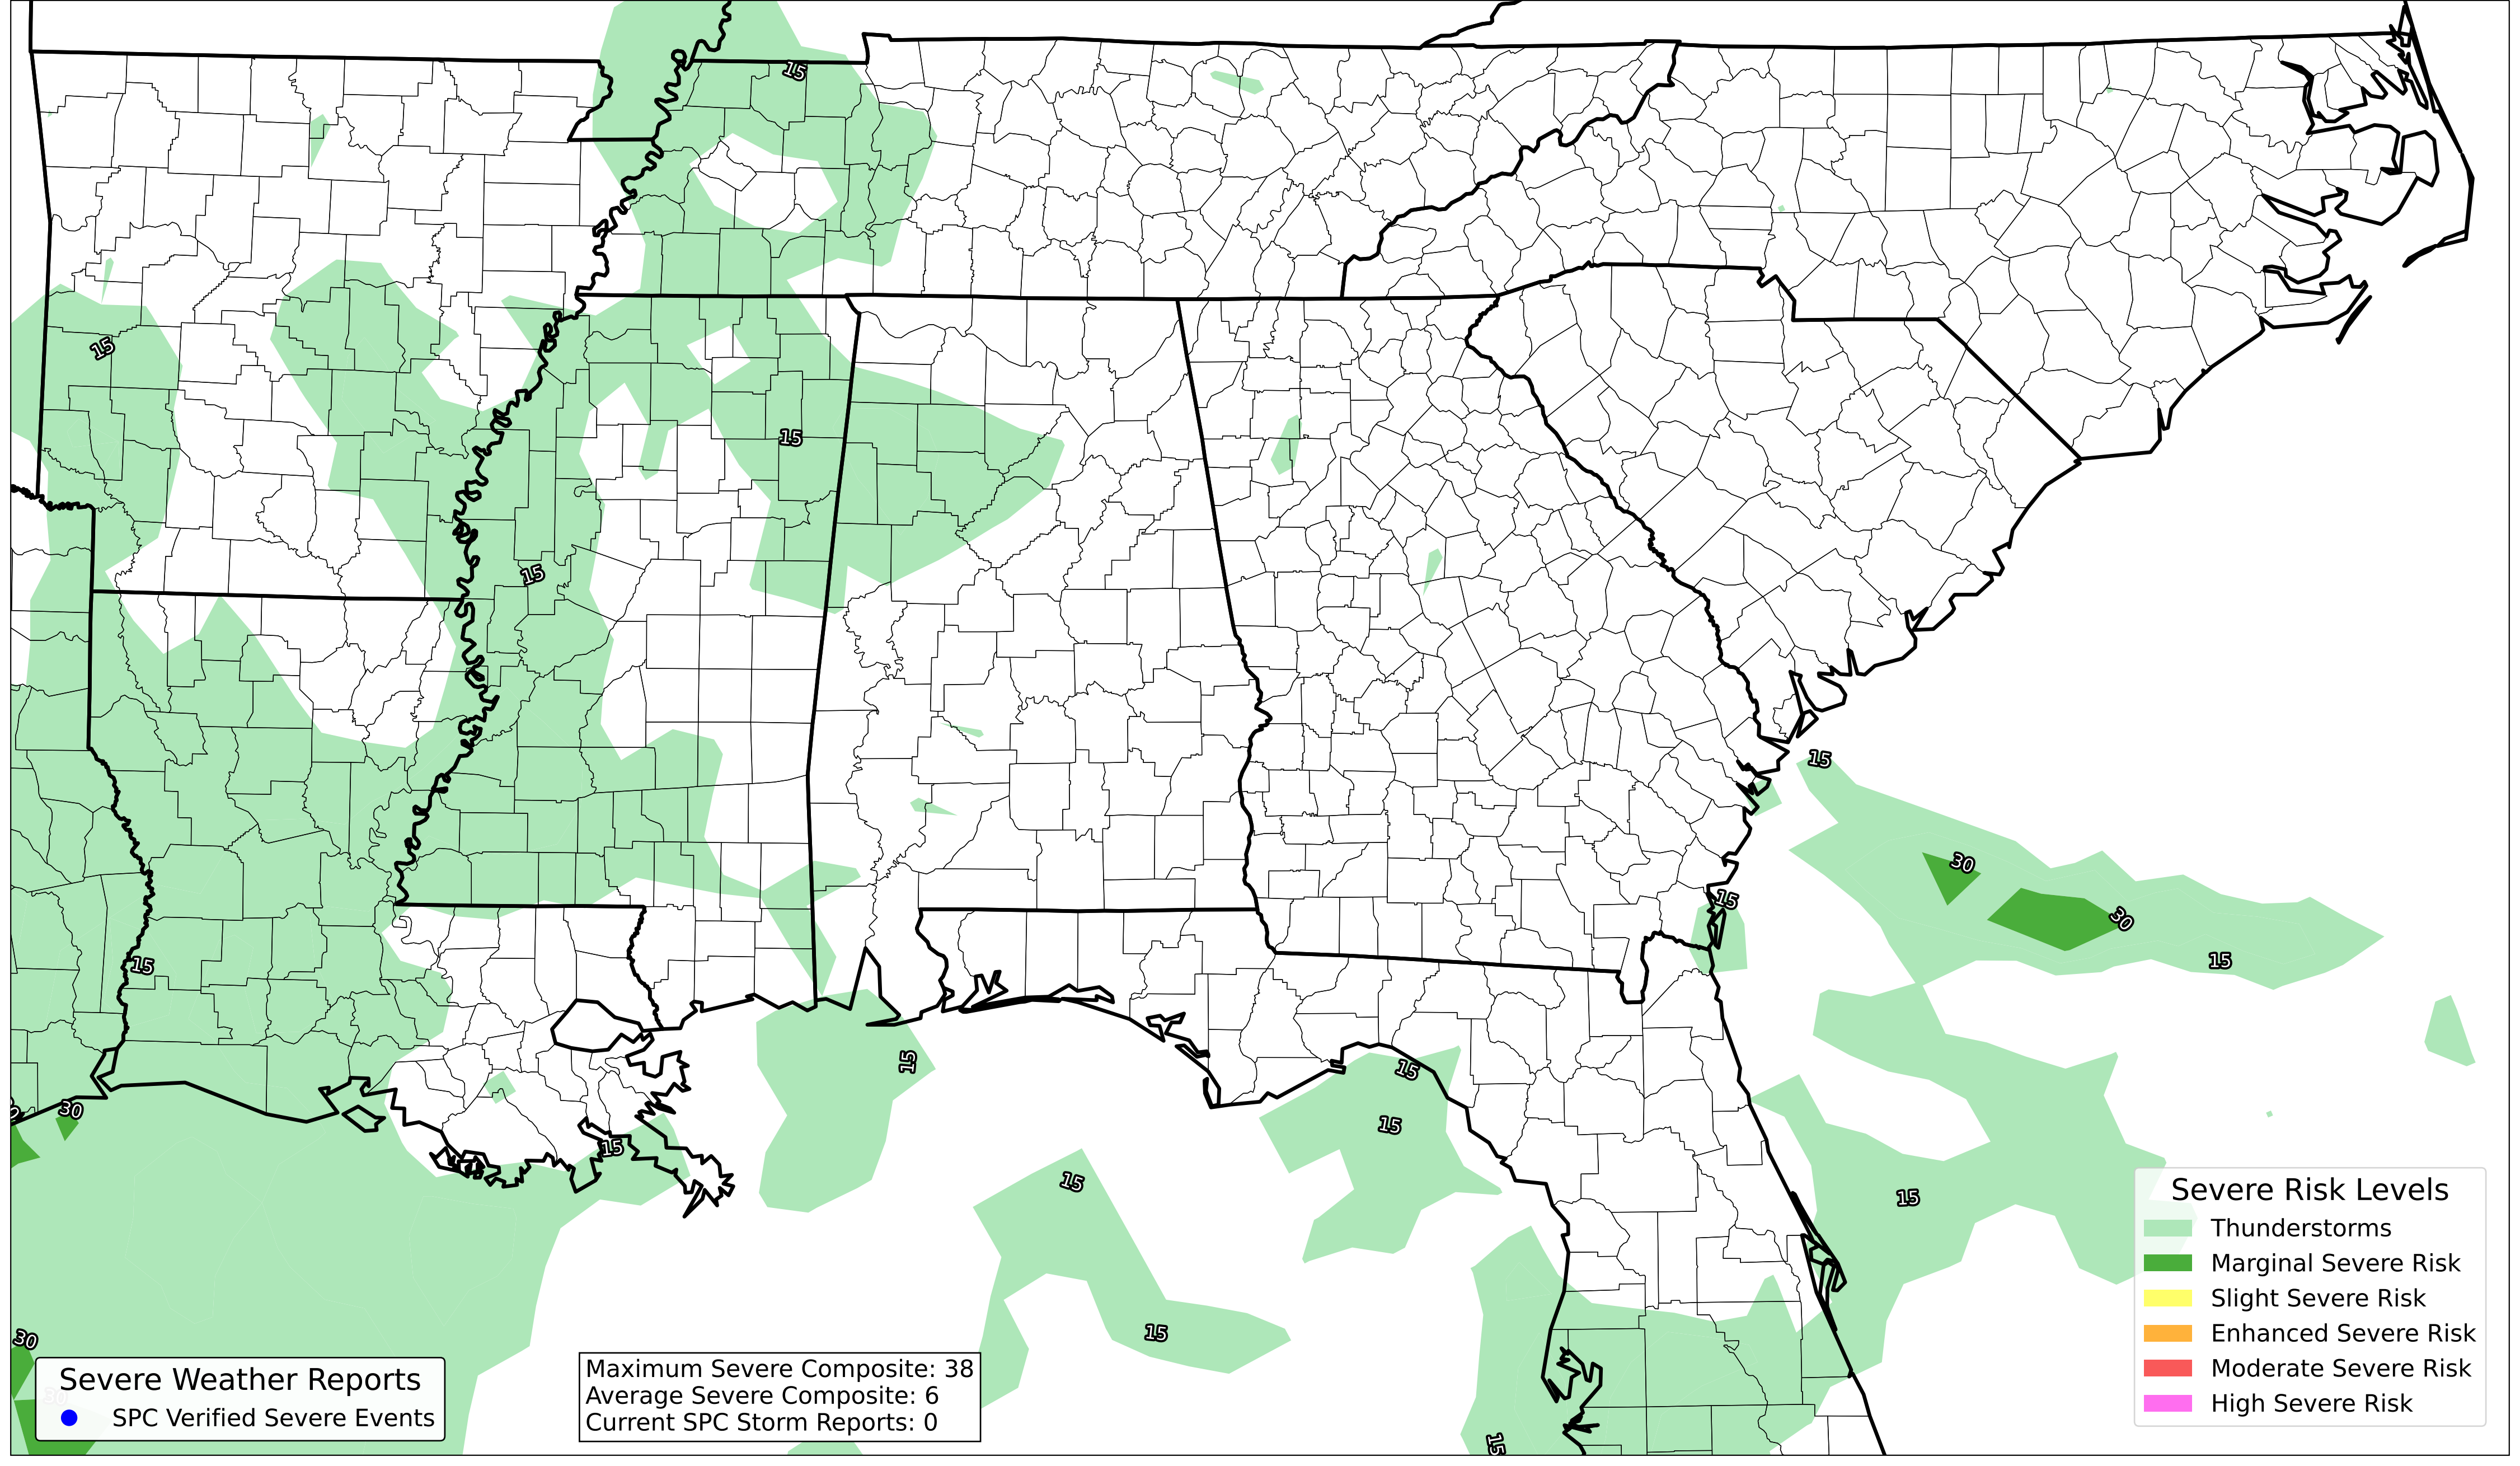 15
15
15
15
15
30
15
30
15
15
15
30
15
15
15
15
15
15
30
15
Severe Weather Reports
SPC Verified Severe Events
Maximum Severe Composite: 38
Average Severe Composite: 6
Current SPC Storm Reports: 0
Severe Risk Levels
Thunderstorms
Marginal Severe Risk
Slight Severe Risk
Enhanced Severe Risk
Moderate Severe Risk
High Severe Risk